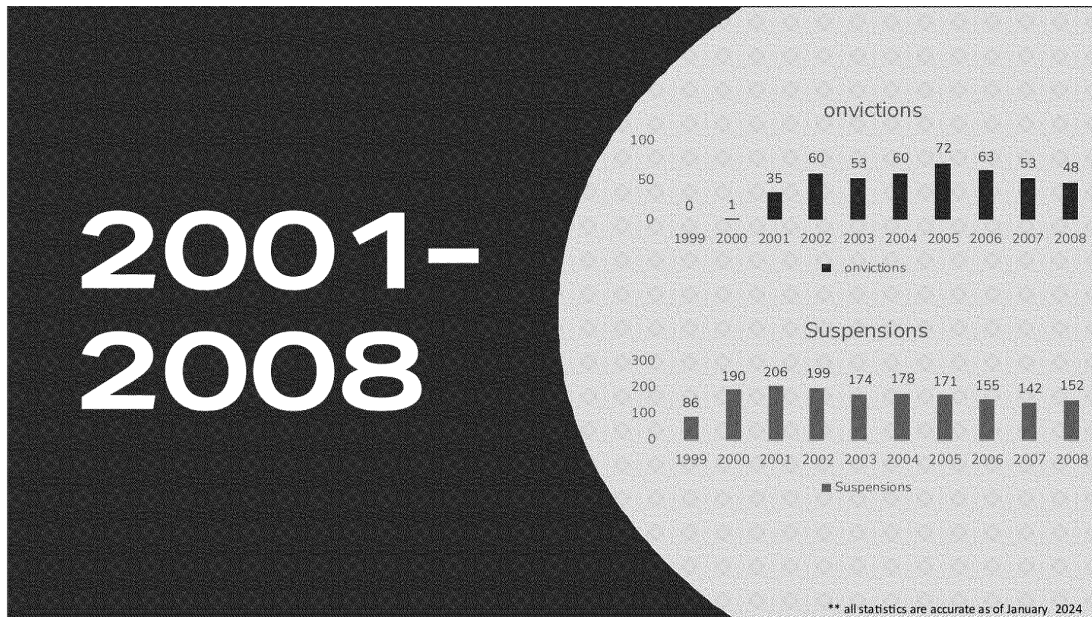 2001-
2008
onvictions
100
50
0
0 1 35 60 53 60 72 63 53 48
1999 2000 2001 2002 2003 2004 2005 2006 2007 2008
onvictions
Suspensions
300
200
100
0
86 190 206 199 174 178 171 155 142 152
1999 2000 2001 2002 2003 2004 2005 2006 2007 2008
Suspensions
** all statistics are accurate as of January 2024